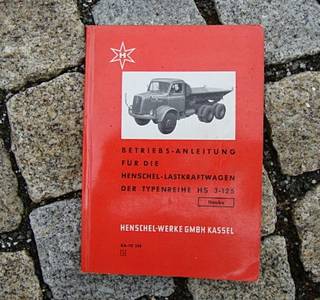 H
BETRIEBS-ANLEITUNG
FÜR DIE
HENSCHEL-LASTKRAFTWAGEN
DER TYPENREIHE HS 3-125
HENSCHEL-WERKE GMBH KASSEL